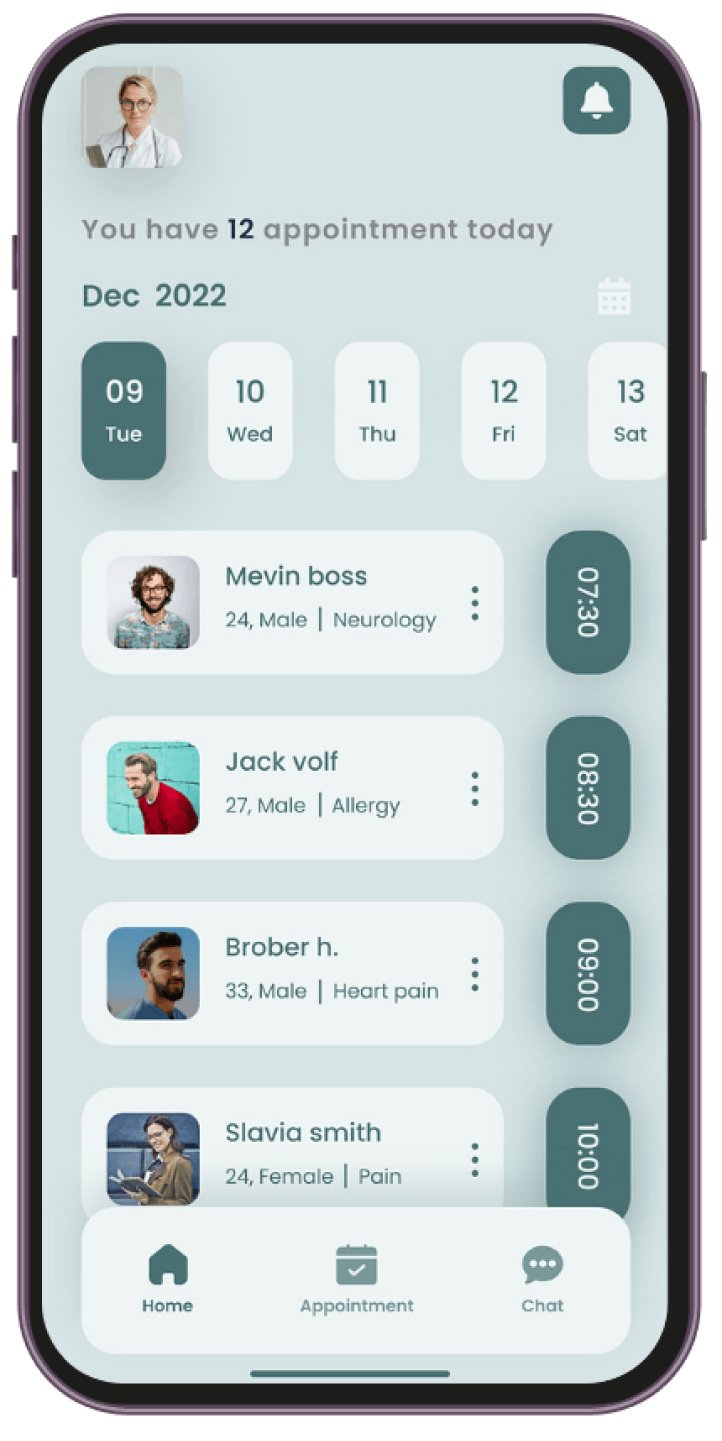 You have 12 appointment today
Dec 2022
09 10 11 12 13
Tue Wed Thu Fri Sat
Mevin boss
24, Male | Neurology
07:30
Jack volf
27, Male | Allergy
08:30
Brober h.
33, Male | Heart pain
09:00
Slavia smith
24, Female | Pain
10:00
Home Appointment Chat